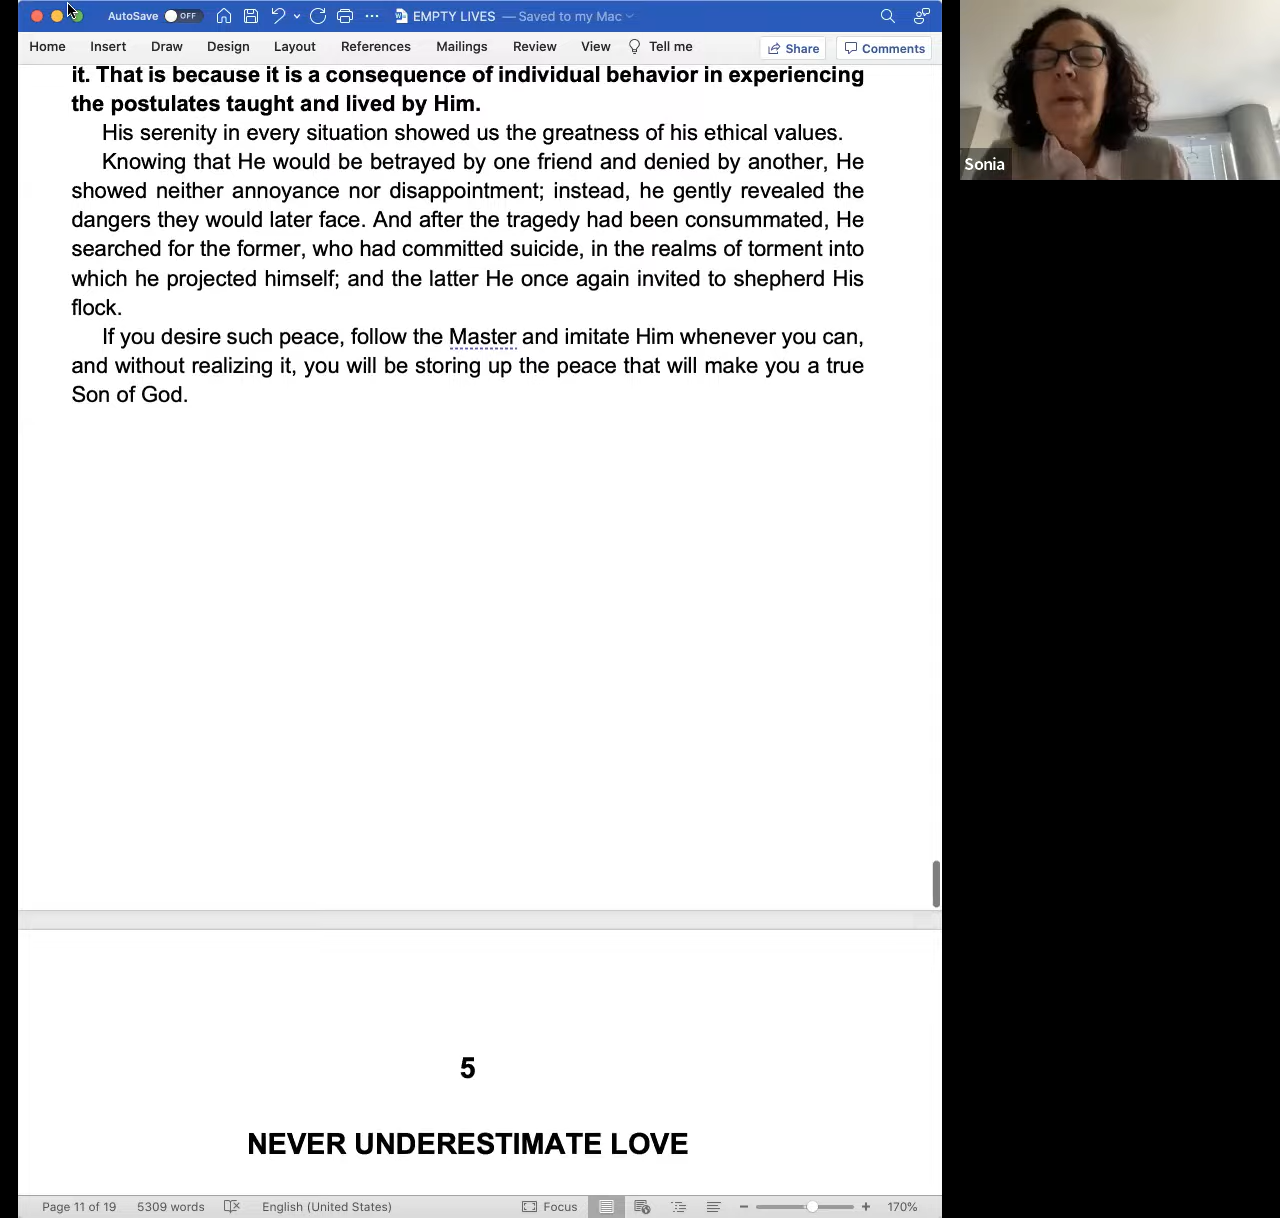 AutoSave OFF EMPTY LIVES — Saved to my Mac
Home Insert Draw Design Layout References Mailings Review View Tell me Share Comments
it. That is because it is a consequence of individual behavior in experiencing
the postulates taught and lived by Him.
His serenity in every situation showed us the greatness of his ethical values.
Knowing that He would be betrayed by one friend and denied by another, He
showed neither annoyance nor disappointment; instead, he gently revealed the
dangers they would later face. And after the tragedy had been consummated, He
searched for the former, who had committed suicide, in the realms of torment into
which he projected himself; and the latter He once again invited to shepherd His
flock.
If you desire such peace, follow the Master and imitate Him whenever you can,
and without realizing it, you will be storing up the peace that will make you a true
Son of God.
5
NEVER UNDERESTIMATE LOVE
Page 11 of 19 5309 words English (United States) Focus 170%
Sonia